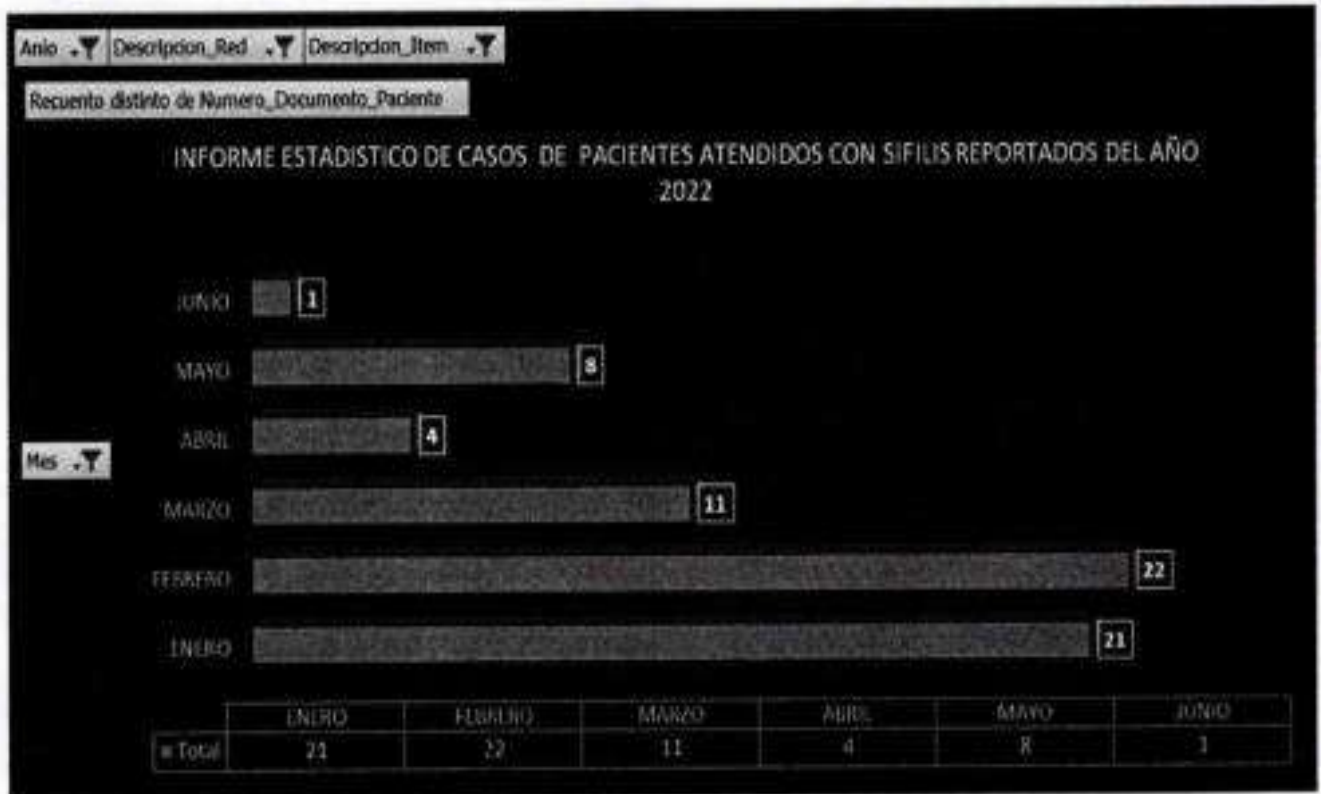 Anio Descripcion_Red Descripcion_Item
Recuento distinto de Numero_Documento_Paciente
INFORME ESTADISTICO DE CASOS DE PACIENTES ATENDIDOS CON SIFILIS REPORTADOS DEL AÑO
2022
JUNIO 1
MAYO 8
ABRIL 4
Mes
MARZO 11
FEBRERO 22
ENERO 21
ENERO FEBRERO MARZO ABRIL MAYO JUNIO
Total 21 22 11 4 8 1